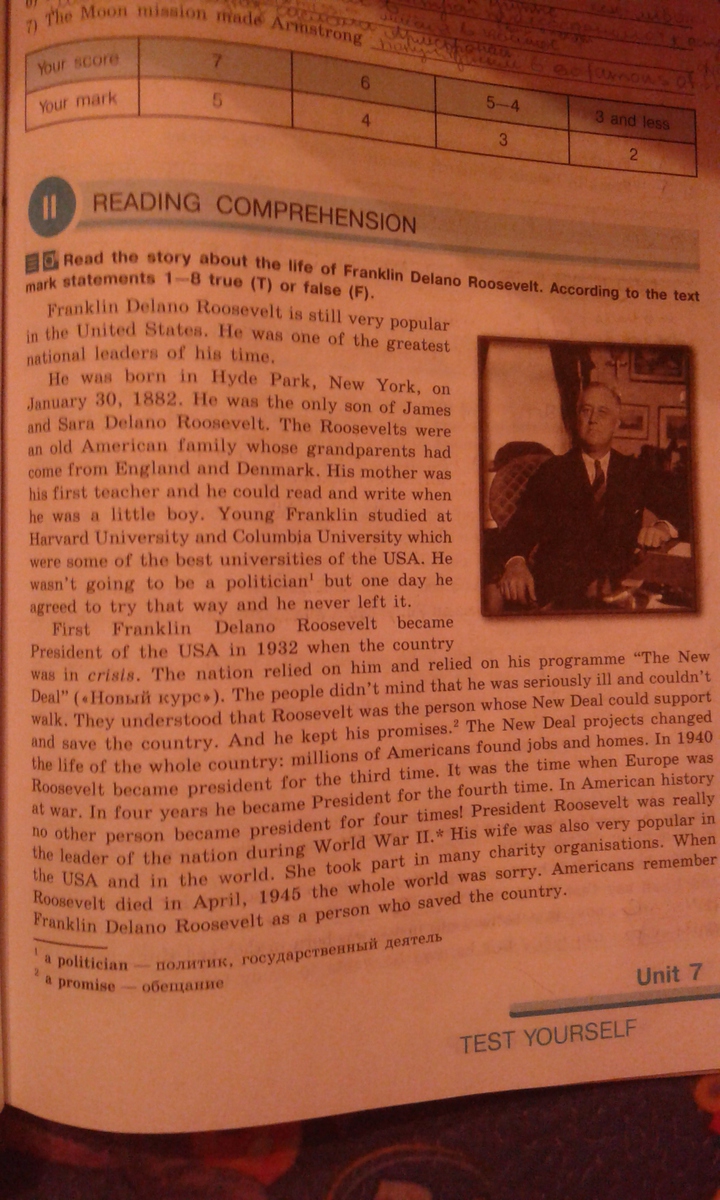 7) The Moon mission made Armstrong
Your score 7 6 5–4 3 and less
Your mark 5 4 3 2
II READING COMPREHENSION
Read the story about the life of Franklin Delano Roosevelt. According to the text
mark statements 1–8 true (T) or false (F).
Franklin Delano Roosevelt is still very popular
in the United States. He was one of the greatest
national leaders of his time.
He was born in Hyde Park, New York, on
January 30, 1882. He was the only son of James
and Sara Delano Roosevelt. The Roosevelts were
an old American family whose grandparents had
come from England and Denmark. His mother was
his first teacher and he could read and write when
he was a little boy. Young Franklin studied at
Harvard University and Columbia University which
were some of the best universities of the USA. He
wasn't going to be a politician¹ but one day he
agreed to try that way and he never left it.
First Franklin Delano Roosevelt became
President of the USA in 1932 when the country
was in crisis. The nation relied on him and relied on his programme “The New
Deal” («Новый курс»). The people didn't mind that he was seriously ill and couldn't
walk. They understood that Roosevelt was the person whose New Deal could support
and save the country. And he kept his promises.² The New Deal projects changed
the life of the whole country: millions of Americans found jobs and homes. In 1940
Roosevelt became president for the third time. It was the time when Europe was
at war. In four years he became President for the fourth time. In American history
no other person became president for four times! President Roosevelt was really
the leader of the nation during World War II.* His wife was also very popular in
the USA and in the world. She took part in many charity organisations. When
Roosevelt died in April, 1945 the whole world was sorry. Americans remember
Franklin Delano Roosevelt as a person who saved the country.
¹ a politician — политик, государственный деятель
² a promise — обещание
Unit 7
TEST YOURSELF